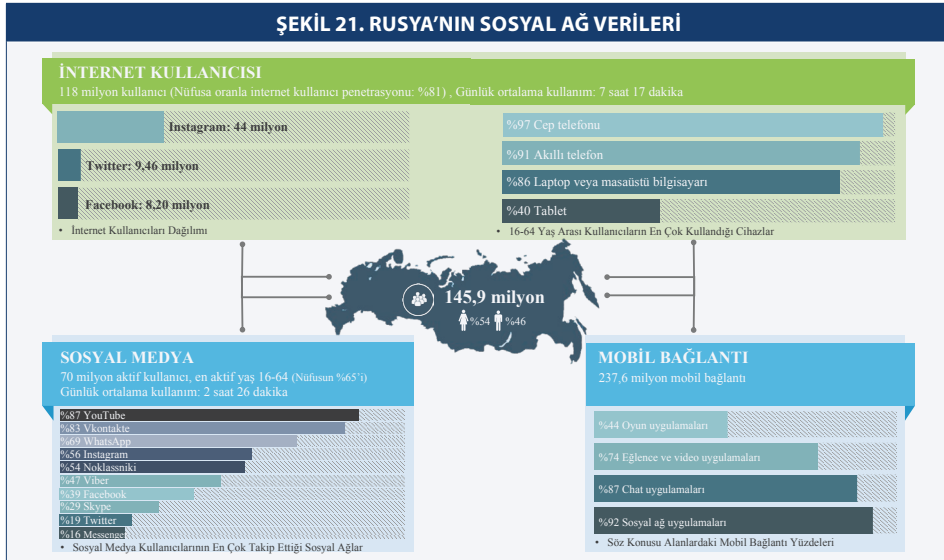 ŞEKİL 21. RUSYA'NIN SOSYAL AĞ VERİLERİ
İNTERNET KULLANICISI
118 milyon kullanıcı (Nüfusa oranla internet kullanıcı penetrasyonu: %81) , Günlük ortalama kullanım: 7 saat 17 dakika
Instagram: 44 milyon
Twitter: 9,46 milyon
Facebook: 8,20 milyon
• İnternet Kullanıcıları Dağılımı
%97 Cep telefonu
%91 Akıllı telefon
%86 Laptop veya masaüstü bilgisayarı
%40 Tablet
• 16-64 Yaş Arası Kullanıcıların En Çok Kullandığı Cihazlar
145,9 milyon
%54 %46
SOSYAL MEDYA
70 milyon aktif kullanıcı, en aktif yaş 16-64 (Nüfusun %65'i)
Günlük ortalama kullanım: 2 saat 26 dakika
%87 YouTube
%83 Vkontakte
%69 WhatsApp
%56 Instagram
%54 Noklassniki
%47 Viber
%39 Facebook
%29 Skype
%19 Twitter
%16 Messenger
• Sosyal Medya Kullanıcılarının En Çok Takip Ettiği Sosyal Ağlar
MOBİL BAĞLANTI
237,6 milyon mobil bağlantı
%44 Oyun uygulamaları
%74 Eğlence ve video uygulamaları
%87 Chat uygulamaları
%92 Sosyal ağ uygulamaları
• Söz Konusu Alanlardaki Mobil Bağlantı Yüzdeleri